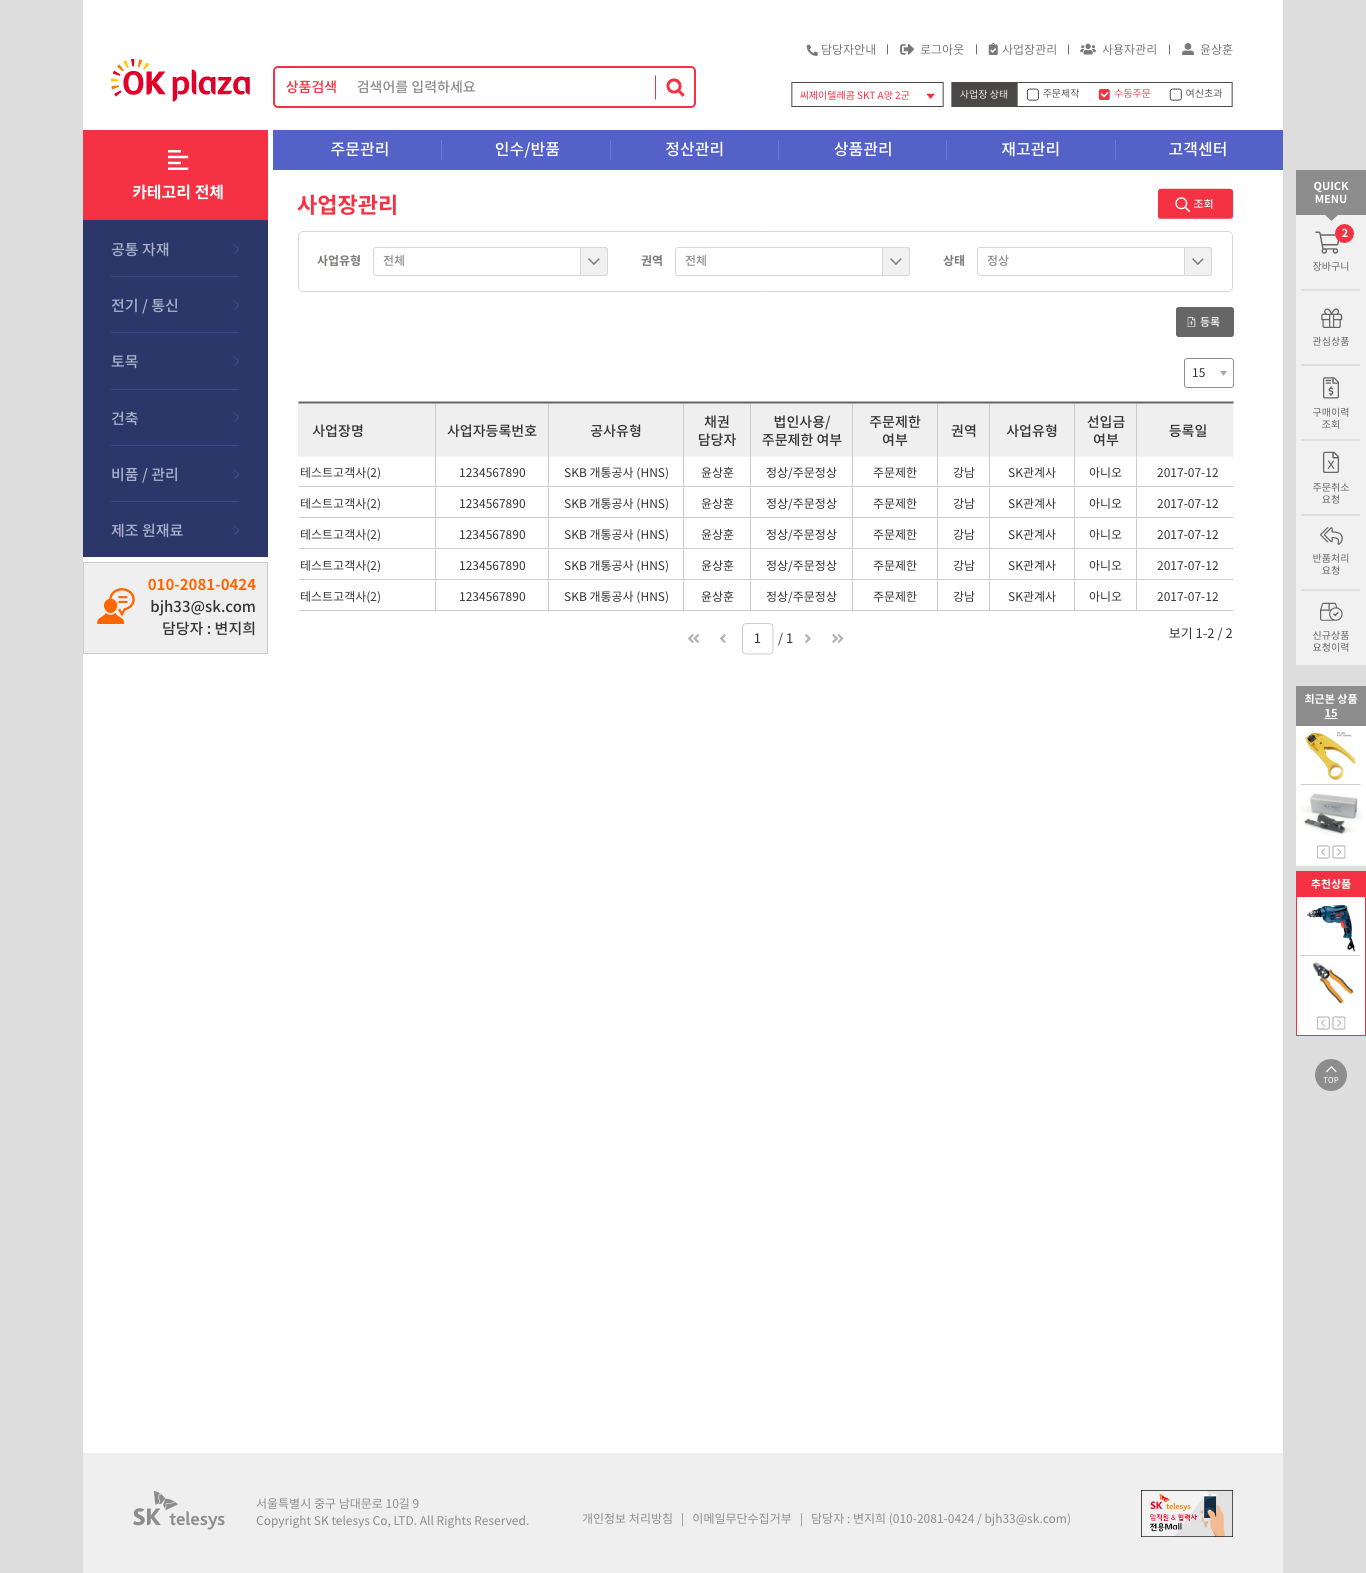 담당자안내 | 로그아웃 | 사업장관리 | 사용자관리 | 윤상훈
OK plaza
상품검색 검색어를 입력하세요
씨제이텔레콤 SKT A망 2군
사업장 상태 주문제작 수동주문 여신초과
카테고리 전체
주문관리 인수/반품 정산관리 상품관리 재고관리 고객센터
공통 자재
전기 / 통신
토목
건축
비품 / 관리
제조 원재료
010-2081-0424
bjh33@sk.com
담당자 : 변지희
사업장관리
조회
사업유형 전체 권역 전체 상태 정상
등록
15
사업장명 사업자등록번호 공사유형 채권 담당자 법인사용/ 주문제한 여부 주문제한 여부 권역 사업유형 선입금 여부 등록일
테스트고객사(2) 1234567890 SKB 개통공사 (HNS) 윤상훈 정상/주문정상 주문제한 강남 SK관계사 아니오 2017-07-12
테스트고객사(2) 1234567890 SKB 개통공사 (HNS) 윤상훈 정상/주문정상 주문제한 강남 SK관계사 아니오 2017-07-12
테스트고객사(2) 1234567890 SKB 개통공사 (HNS) 윤상훈 정상/주문정상 주문제한 강남 SK관계사 아니오 2017-07-12
테스트고객사(2) 1234567890 SKB 개통공사 (HNS) 윤상훈 정상/주문정상 주문제한 강남 SK관계사 아니오 2017-07-12
테스트고객사(2) 1234567890 SKB 개통공사 (HNS) 윤상훈 정상/주문정상 주문제한 강남 SK관계사 아니오 2017-07-12
1 / 1
보기 1-2 / 2
QUICK
MENU
2
장바구니
관심상품
구매이력
조회
주문취소
요청
반품처리
요청
신규상품
요청이력
최근본 상품
15
추천상품
TOP
SK telesys
서울특별시 중구 남대문로 10길 9
Copyright SK telesys Co, LTD. All Rights Reserved.
개인정보 처리방침 | 이메일무단수집거부 | 담당자 : 변지희 (010-2081-0424 / bjh33@sk.com)
SK telesys
임직원 & 협력사
전용Mall